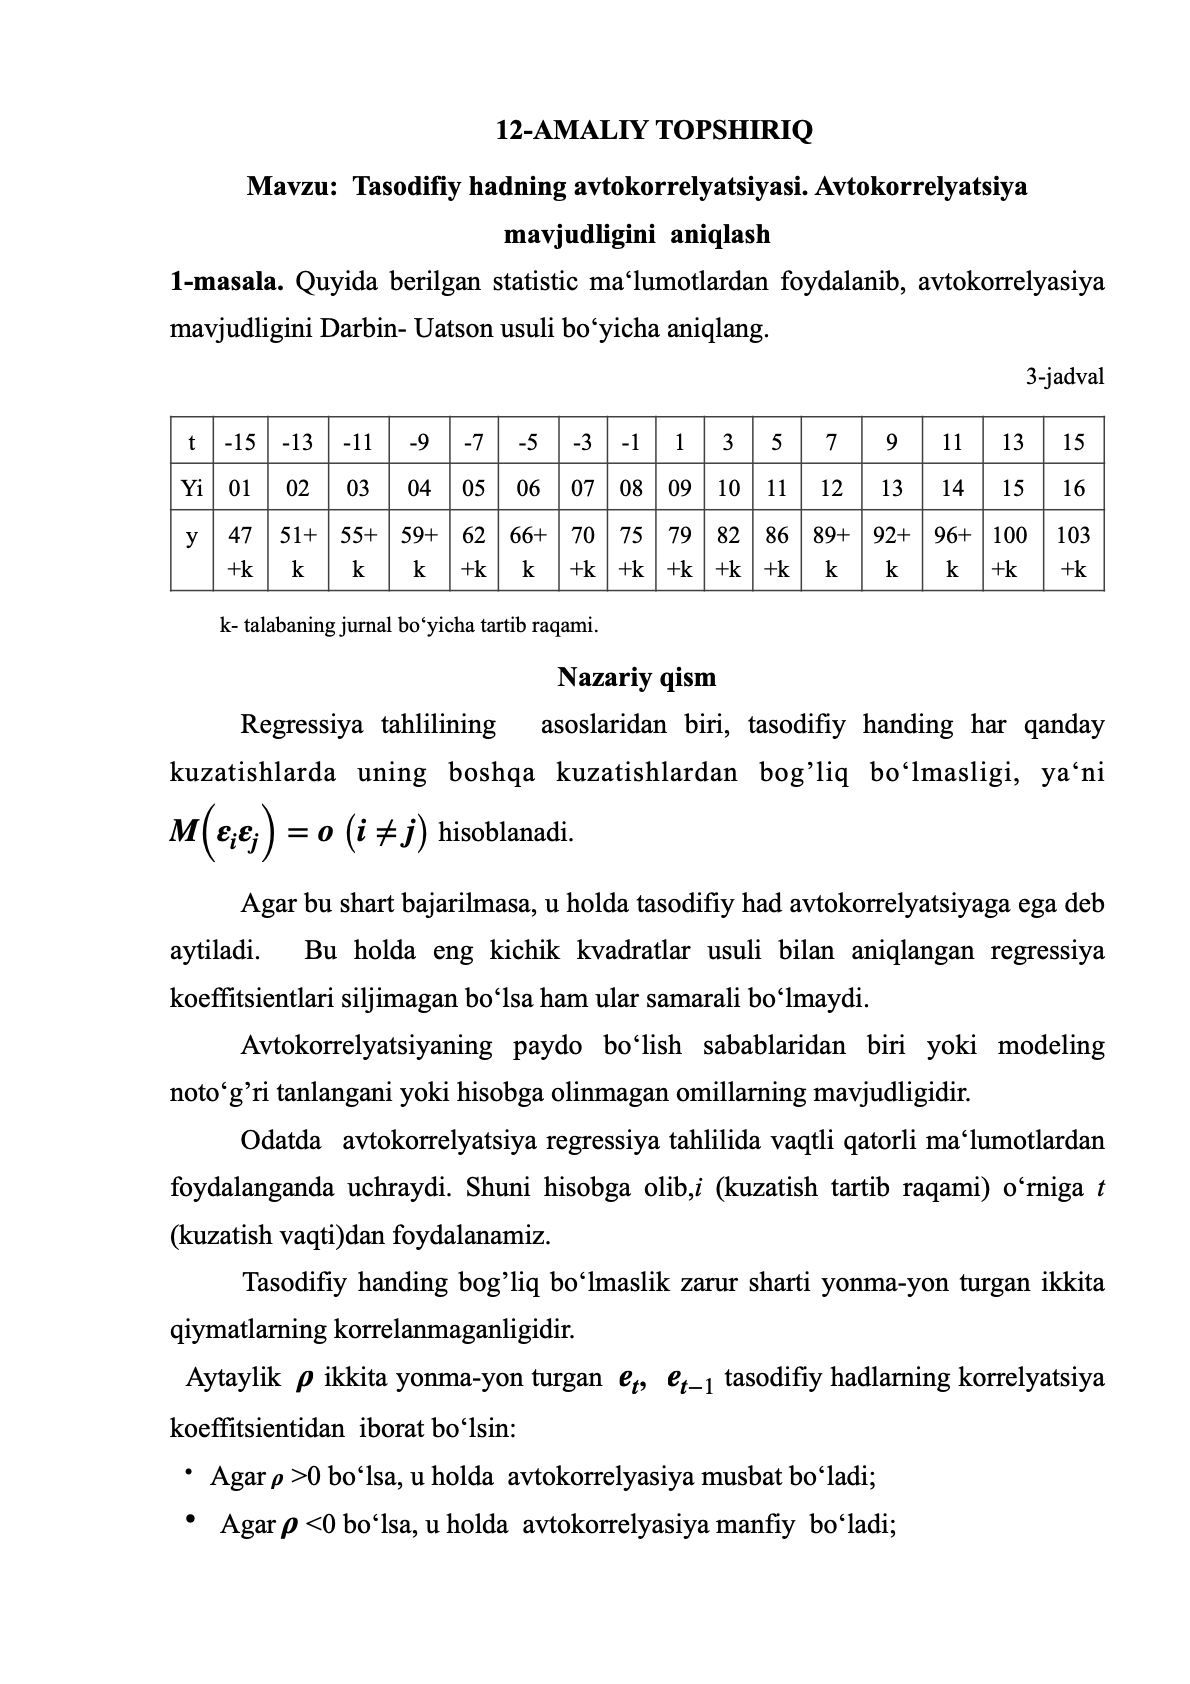 12-AMALIY TOPSHIRIQ
Mavzu: Tasodifiy hadning avtokorrelyatsiyasi. Avtokorrelyatsiya
mavjudligini aniqlash
1-masala. Quyida berilgan statistic ma‘lumotlardan foydalanib, avtokorrelyasiya
mavjudligini Darbin- Uatson usuli bo‘yicha aniqlang.
3-jadval
t -15 -13 -11 -9 -7 -5 -3 -1 1 3 5 7 9 11 13 15
Yi 01 02 03 04 05 06 07 08 09 10 11 12 13 14 15 16
y 47 51+ 55+ 59+ 62 66+ 70 75 79 82 86 89+ 92+ 96+ 100 103
+k k k k +k k +k +k +k +k +k k k k +k +k
k- talabaning jurnal bo‘yicha tartib raqami.
Nazariy qism
Regressiya tahlilining asoslaridan biri, tasodifiy handing har qanday
kuzatishlarda uning boshqa kuzatishlardan bog’liq bo‘lmasligi, ya‘ni
M(εᵢεⱼ) = o (i ≠ j) hisoblanadi.
Agar bu shart bajarilmasa, u holda tasodifiy had avtokorrelyatsiyaga ega deb
aytiladi. Bu holda eng kichik kvadratlar usuli bilan aniqlangan regressiya
koeffitsientlari siljimagan bo‘lsa ham ular samarali bo‘lmaydi.
Avtokorrelyatsiyaning paydo bo‘lish sabablaridan biri yoki modeling
noto‘g’ri tanlangani yoki hisobga olinmagan omillarning mavjudligidir.
Odatda avtokorrelyatsiya regressiya tahlilida vaqtli qatorli ma‘lumotlardan
foydalanganda uchraydi. Shuni hisobga olib,i (kuzatish tartib raqami) o‘rniga t
(kuzatish vaqti)dan foydalanamiz.
Tasodifiy handing bog’liq bo‘lmaslik zarur sharti yonma-yon turgan ikkita
qiymatlarning korrelanmaganligidir.
Aytaylik ρ ikkita yonma-yon turgan eₜ, eₜ₋₁ tasodifiy hadlarning korrelyatsiya
koeffitsientidan iborat bo‘lsin:
• Agar ρ >0 bo‘lsa, u holda avtokorrelyasiya musbat bo‘ladi;
• Agar ρ <0 bo‘lsa, u holda avtokorrelyasiya manfiy bo‘ladi;